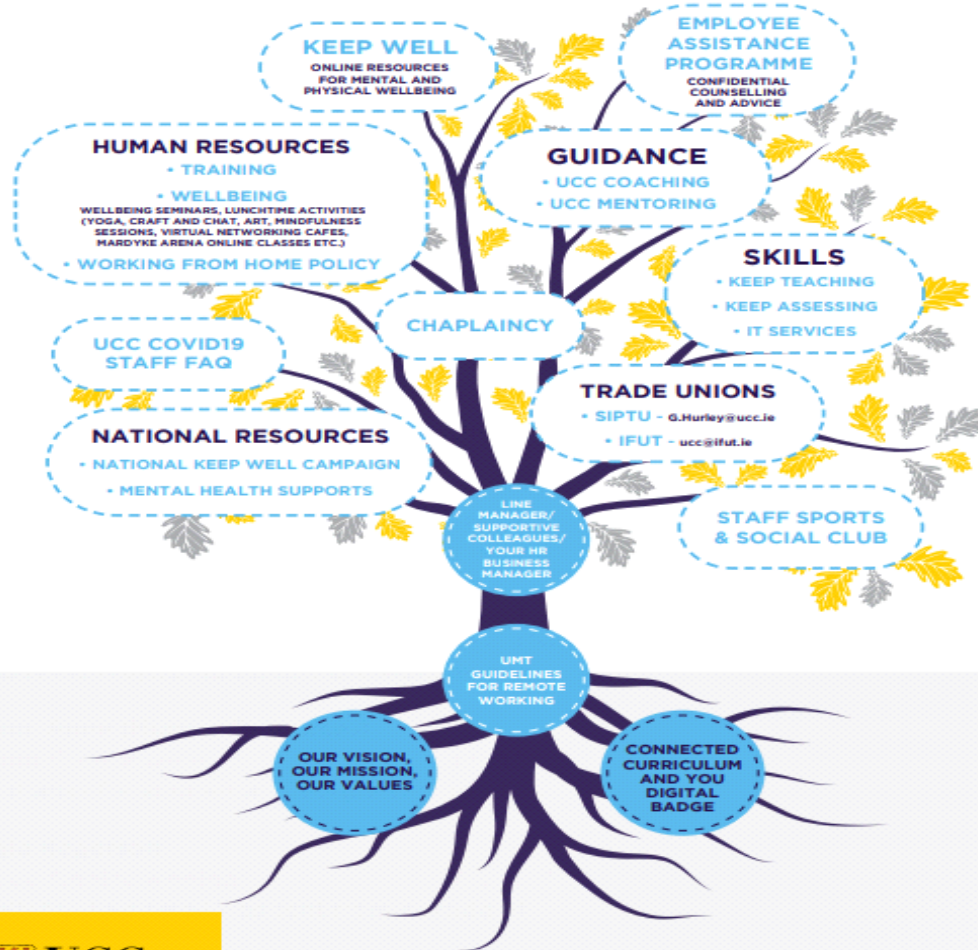 KEEP WELL
ONLINE RESOURCES
FOR MENTAL AND
PHYSICAL WELLBEING
EMPLOYEE
ASSISTANCE
PROGRAMME
CONFIDENTIAL
COUNSELLING
AND ADVICE
HUMAN RESOURCES
• TRAINING
• WELLBEING
WELLBEING SEMINARS, LUNCHTIME ACTIVITIES
(YOGA, CRAFT AND CHAT, ART, MINDFULNESS
SESSIONS, VIRTUAL NETWORKING CAFES,
MARDYKE ARENA ONLINE CLASSES ETC.)
• WORKING FROM HOME POLICY
GUIDANCE
• UCC COACHING
• UCC MENTORING
SKILLS
• KEEP TEACHING
• KEEP ASSESSING
• IT SERVICES
CHAPLAINCY
UCC COVID19
STAFF FAQ
TRADE UNIONS
• SIPTU - G.Hurley@ucc.ie
• IFUT - ucc@ifut.ie
NATIONAL RESOURCES
• NATIONAL KEEP WELL CAMPAIGN
• MENTAL HEALTH SUPPORTS
STAFF SPORTS
& SOCIAL CLUB
LINE
MANAGER/
SUPPORTIVE
COLLEAGUES/
YOUR HR
BUSINESS
MANAGER
UMT
GUIDELINES
FOR REMOTE
WORKING
OUR VISION,
OUR MISSION,
OUR VALUES
CONNECTED
CURRICULUM
AND YOU
DIGITAL
BADGE